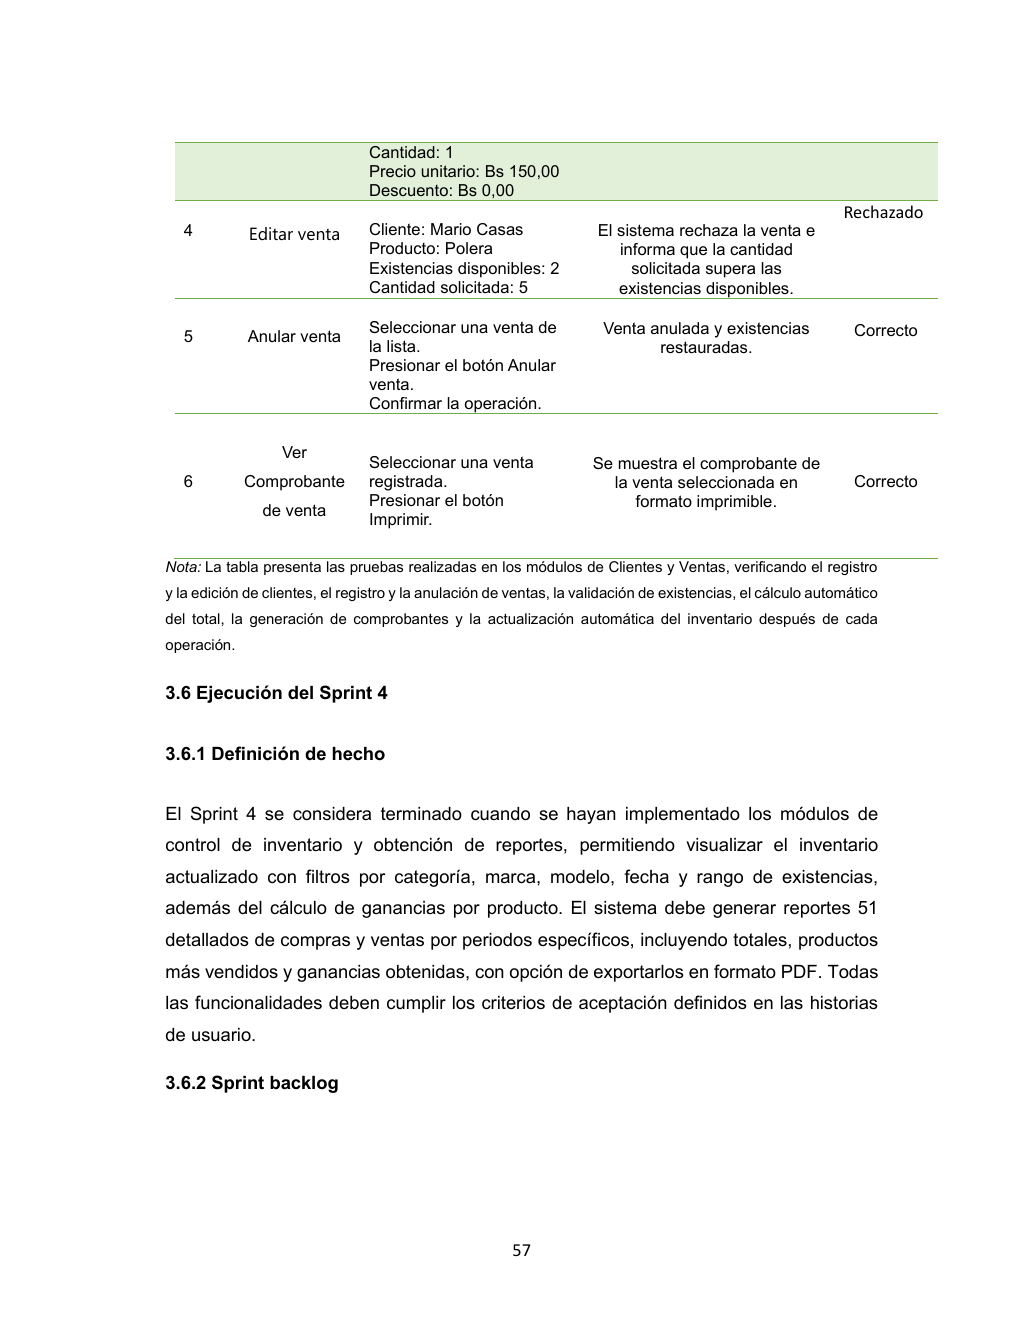 Cantidad: 1
Precio unitario: Bs 150,00
Descuento: Bs 0,00
Rechazado
4
Editar venta
Cliente: Mario Casas
Producto: Polera
Existencias disponibles: 2
Cantidad solicitada: 5
El sistema rechaza la venta e
informa que la cantidad
solicitada supera las
existencias disponibles.
5
Anular venta
Seleccionar una venta de
la lista.
Presionar el botón Anular
venta.
Confirmar la operación.
Venta anulada y existencias
restauradas.
Correcto
6
Ver
Comprobante
de venta
Seleccionar una venta
registrada.
Presionar el botón
Imprimir.
Se muestra el comprobante de
la venta seleccionada en
formato imprimible.
Correcto
Nota: La tabla presenta las pruebas realizadas en los módulos de Clientes y Ventas, verificando el registro
y la edición de clientes, el registro y la anulación de ventas, la validación de existencias, el cálculo automático
del total, la generación de comprobantes y la actualización automática del inventario después de cada
operación.
3.6 Ejecución del Sprint 4
3.6.1 Definición de hecho
El Sprint 4 se considera terminado cuando se hayan implementado los módulos de
control de inventario y obtención de reportes, permitiendo visualizar el inventario
actualizado con filtros por categoría, marca, modelo, fecha y rango de existencias,
además del cálculo de ganancias por producto. El sistema debe generar reportes 51
detallados de compras y ventas por periodos específicos, incluyendo totales, productos
más vendidos y ganancias obtenidas, con opción de exportarlos en formato PDF. Todas
las funcionalidades deben cumplir los criterios de aceptación definidos en las historias
de usuario.
3.6.2 Sprint backlog
57